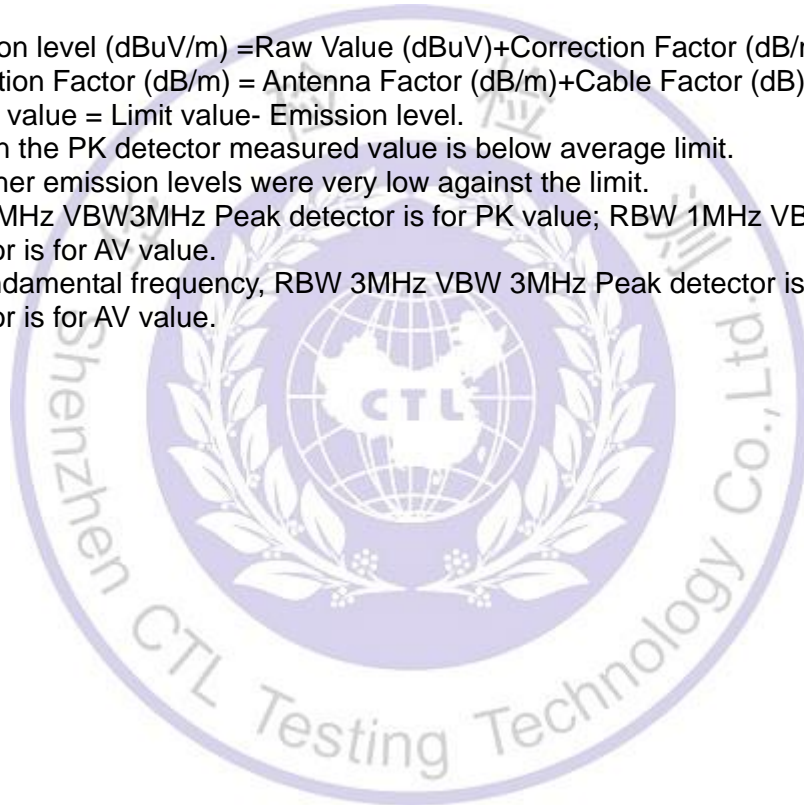 on level (dBuV/m) =Raw Value (dBuV)+Correction Factor (dB/m
tion Factor (dB/m) = Antenna Factor (dB/m)+Cable Factor (dB)
value = Limit value- Emission level.
n the PK detector measured value is below average limit.
ner emission levels were very low against the limit.
MHz VBW3MHz Peak detector is for PK value; RBW 1MHz VB
or is for AV value.
ndamental frequency, RBW 3MHz VBW 3MHz Peak detector is
or is for AV value.
检
测
CTL
Shenzhen CTL Testing Technology Co., Ltd.